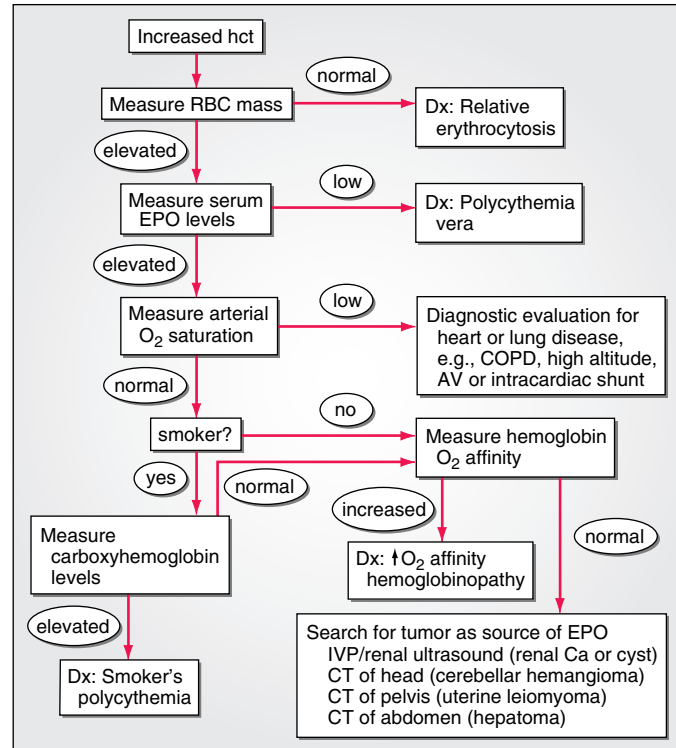 Increased hct
normal
Measure RBC mass
Dx: Relative
erythrocytosis
elevated
low
Measure serum
EPO levels
Dx: Polycythemia
vera
elevated
low
Measure arterial
O₂ saturation
Diagnostic evaluation for
heart or lung disease,
e.g., COPD, high altitude,
AV or intracardiac shunt
normal
no
smoker?
Measure hemoglobin
O₂ affinity
yes
normal
increased
normal
Measure
carboxyhemoglobin
levels
Dx: ↑O₂ affinity
hemoglobinopathy
elevated
Dx: Smoker's
polycythemia
Search for tumor as source of EPO
IVP/renal ultrasound (renal Ca or cyst)
CT of head (cerebellar hemangioma)
CT of pelvis (uterine leiomyoma)
CT of abdomen (hepatoma)